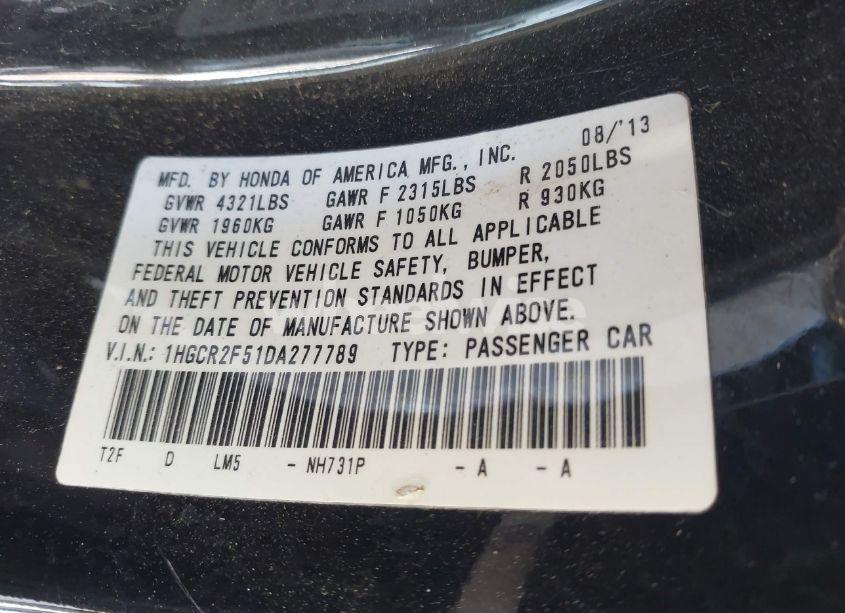 MFD. BY HONDA OF AMERICA MFG., INC. 08/'13
GVWR 4321LBS GAWR F 2315LBS R 2050LBS
GVWR 1960KG GAWR F 1050KG R 930KG
THIS VEHICLE CONFORMS TO ALL APPLICABLE
FEDERAL MOTOR VEHICLE SAFETY, BUMPER,
AND THEFT PREVENTION STANDARDS IN EFFECT
ON THE DATE OF MANUFACTURE SHOWN ABOVE.
V.I.N.: 1HGCR2F51DA277789 TYPE: PASSENGER CAR
T2F D LM5 - NH731P - A - A